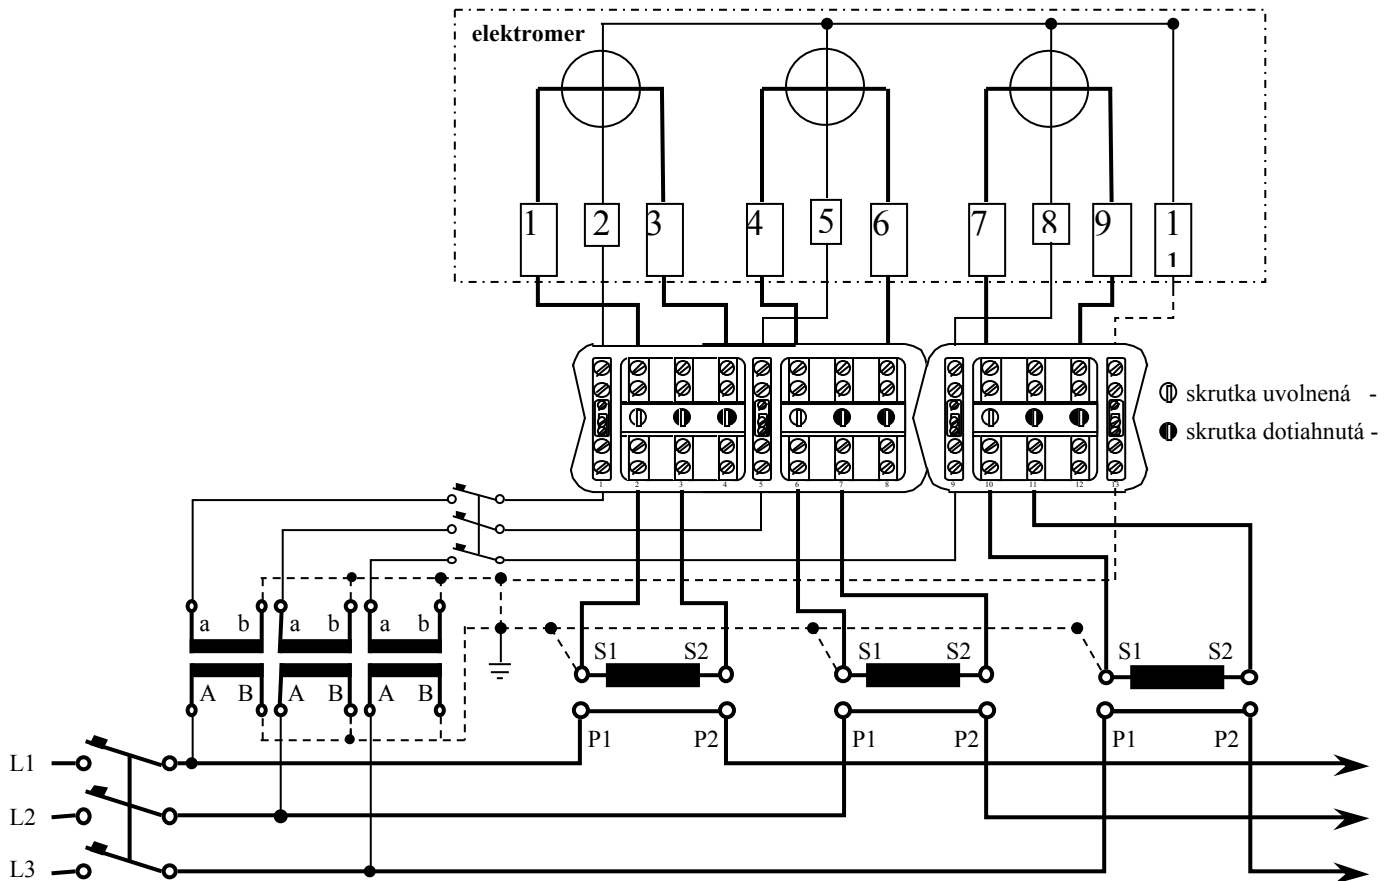 elektromer
1 2 3 4 5 6 7 8 9 1
1
skrutka uvolnená -
skrutka dotiahnutá -
1 2 3 4 5 6 7 8 9 10 11 12 13
a b a b a b
S1 S2 S1 S2 S1 S2
A B A B A B
P1 P2 P1 P2 P1 P2
L1
L2
L3